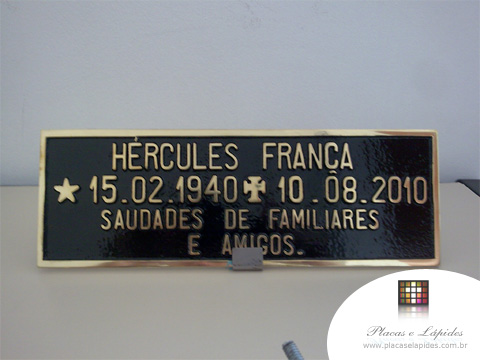 HÉRCULES FRANÇA
★ 15.02.1940 ✠ 10.08.2010
SAUDADES DE FAMILIARES
E AMIGOS.
Placas e Lápides
www.placaselapides.com.br